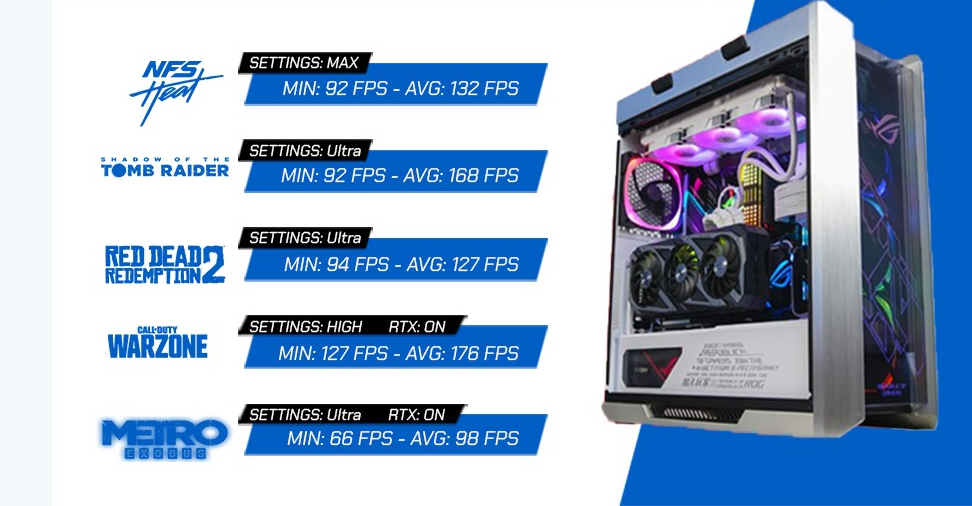 NFS
Heat
SETTINGS: MAX
MIN: 92 FPS - AVG: 132 FPS
SHADOW OF THE
TOMB RAIDER
SETTINGS: Ultra
MIN: 92 FPS - AVG: 168 FPS
RED DEAD
REDEMPTION 2
SETTINGS: Ultra
MIN: 94 FPS - AVG: 127 FPS
CALL·DUTY
WARZONE
SETTINGS: HIGH RTX: ON
MIN: 127 FPS - AVG: 176 FPS
METRO
EXODUS
SETTINGS: Ultra RTX: ON
MIN: 66 FPS - AVG: 98 FPS
ROG